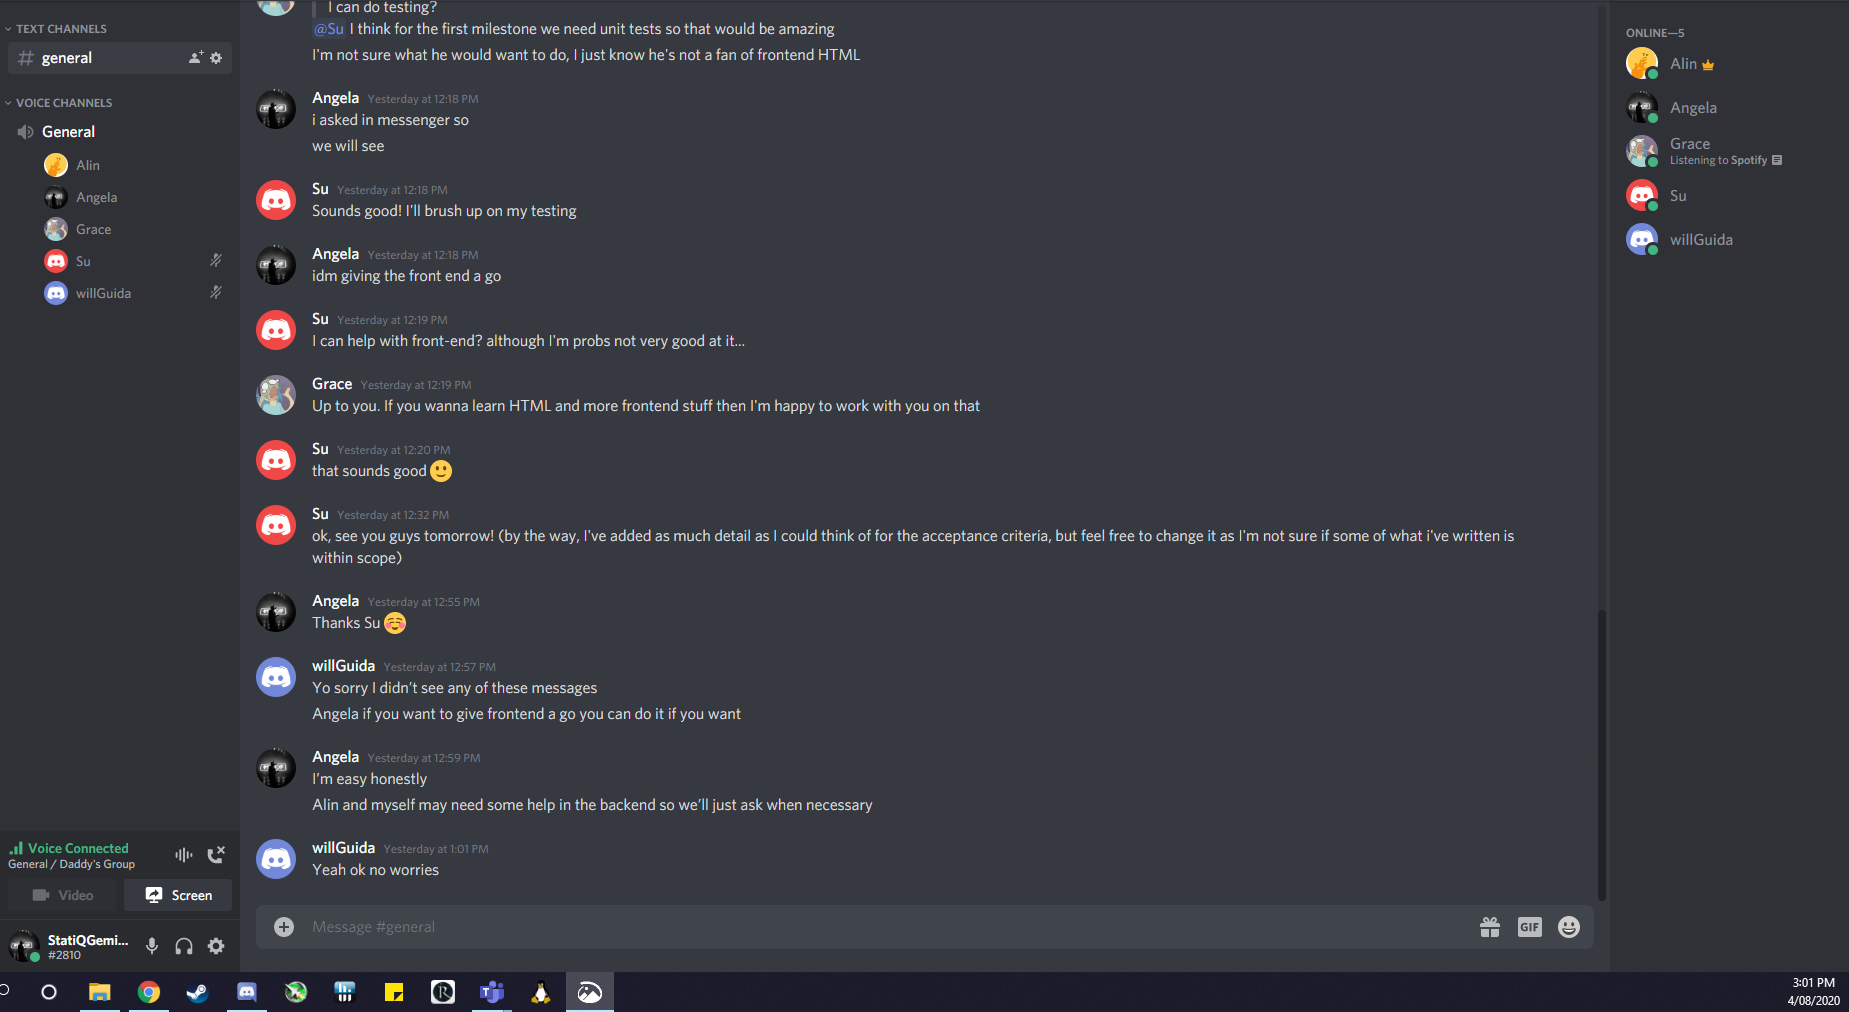 TEXT CHANNELS
general
VOICE CHANNELS
General
Alin
Angela
Grace
Su
willGuida
Voice Connected
General / Daddy's Group
Video
Screen
StatiQGemi...
#2810
I can do testing?
@Su I think for the first milestone we need unit tests so that would be amazing
I'm not sure what he would want to do, I just know he's not a fan of frontend HTML
Angela Yesterday at 12:18 PM
i asked in messenger so
we will see
Su Yesterday at 12:18 PM
Sounds good! I'll brush up on my testing
Angela Yesterday at 12:18 PM
idm giving the front end a go
Su Yesterday at 12:19 PM
I can help with front-end? although I'm probs not very good at it...
Grace Yesterday at 12:19 PM
Up to you. If you wanna learn HTML and more frontend stuff then I'm happy to work with you on that
Su Yesterday at 12:20 PM
that sounds good
Su Yesterday at 12:32 PM
ok, see you guys tomorrow! (by the way, I've added as much detail as I could think of for the acceptance criteria, but feel free to change it as I'm not sure if some of what i've written is
within scope)
Angela Yesterday at 12:55 PM
Thanks Su
willGuida Yesterday at 12:57 PM
Yo sorry I didn't see any of these messages
Angela if you want to give frontend a go you can do it if you want
Angela Yesterday at 12:59 PM
I'm easy honestly
Alin and myself may need some help in the backend so we'll just ask when necessary
willGuida Yesterday at 1:01 PM
Yeah ok no worries
Message #general
GIF
ONLINE—5
Alin
Angela
Grace
Listening to Spotify
Su
willGuida
3:01 PM
4/08/2020